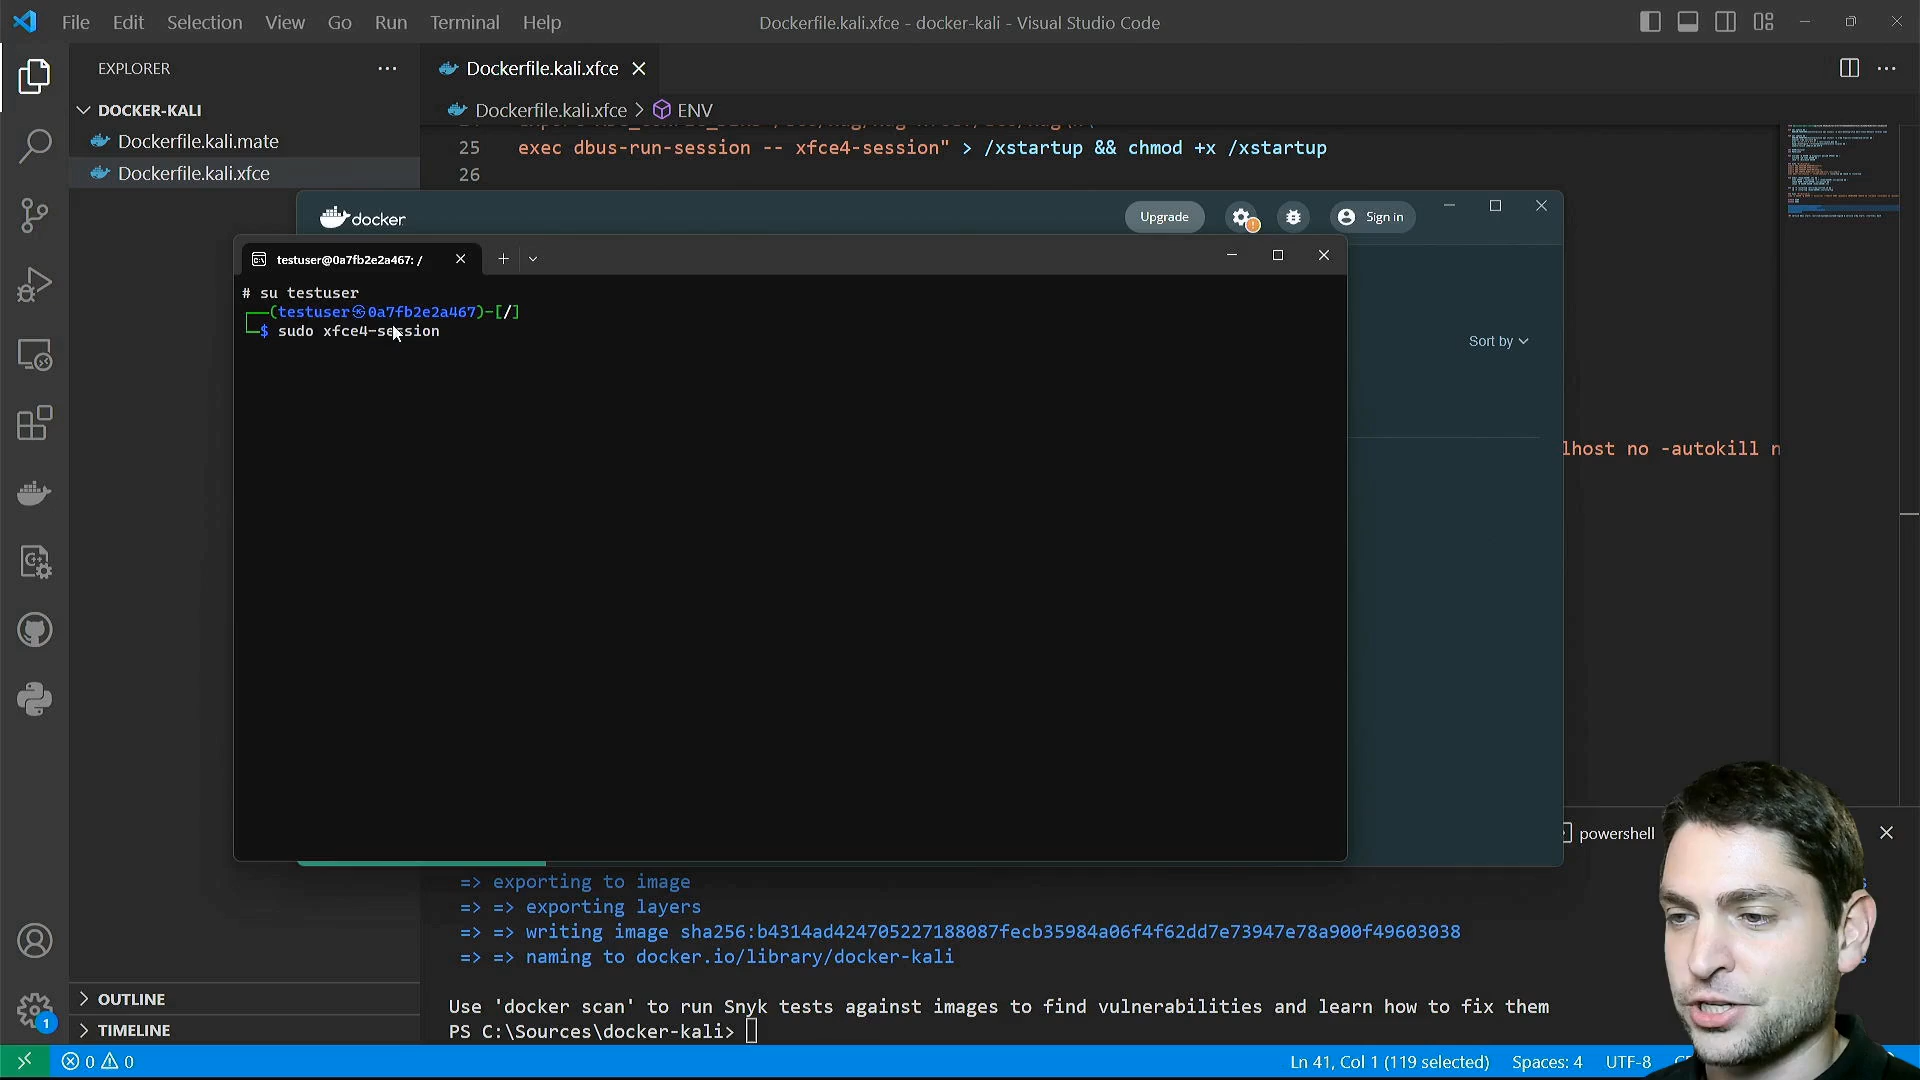 File Edit Selection View Go Run Terminal Help
Dockerfile.kali.xfce - docker-kali - Visual Studio Code
EXPLORER
DOCKER-KALI
Dockerfile.kali.mate
Dockerfile.kali.xfce
Dockerfile.kali.xfce
Dockerfile.kali.xfce > ENV
25 exec dbus-run-session -- xfce4-session" > /xstartup && chmod +x /xstartup
26
docker
Upgrade
Sign in
Sort by
testuser@0a7fb2e2a467: /
# su testuser
(testuser㉿0a7fb2e2a467)-[/]
$ sudo xfce4-session
lhost no -autokill n
powershell
=> exporting to image
=> => exporting layers
=> => writing image sha256:b4314ad424705227188087fecb35984a06f4f62dd7e73947e78a900f49603038
=> => naming to docker.io/library/docker-kali
Use 'docker scan' to run Snyk tests against images to find vulnerabilities and learn how to fix them
PS C:\Sources\docker-kali>
OUTLINE
TIMELINE
1
0 0
Ln 41, Col 1 (119 selected) Spaces: 4 UTF-8